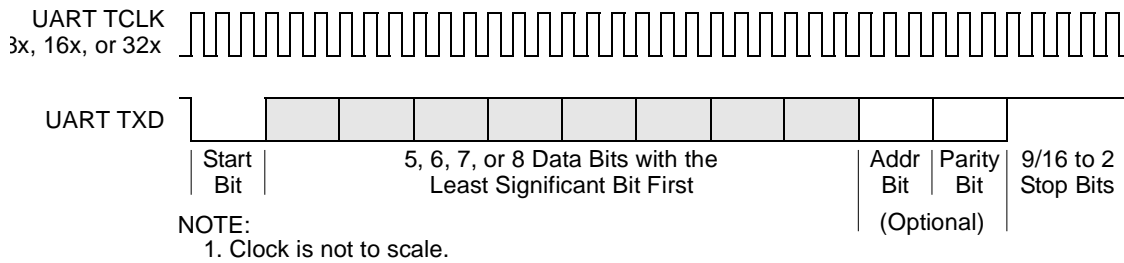 UART TCLK
x, 16x, or 32x
UART TXD
Start
Bit
5, 6, 7, or 8 Data Bits with the
Least Significant Bit First
Addr
Bit
Parity
Bit
9/16 to 2
Stop Bits
(Optional)
NOTE:
1. Clock is not to scale.